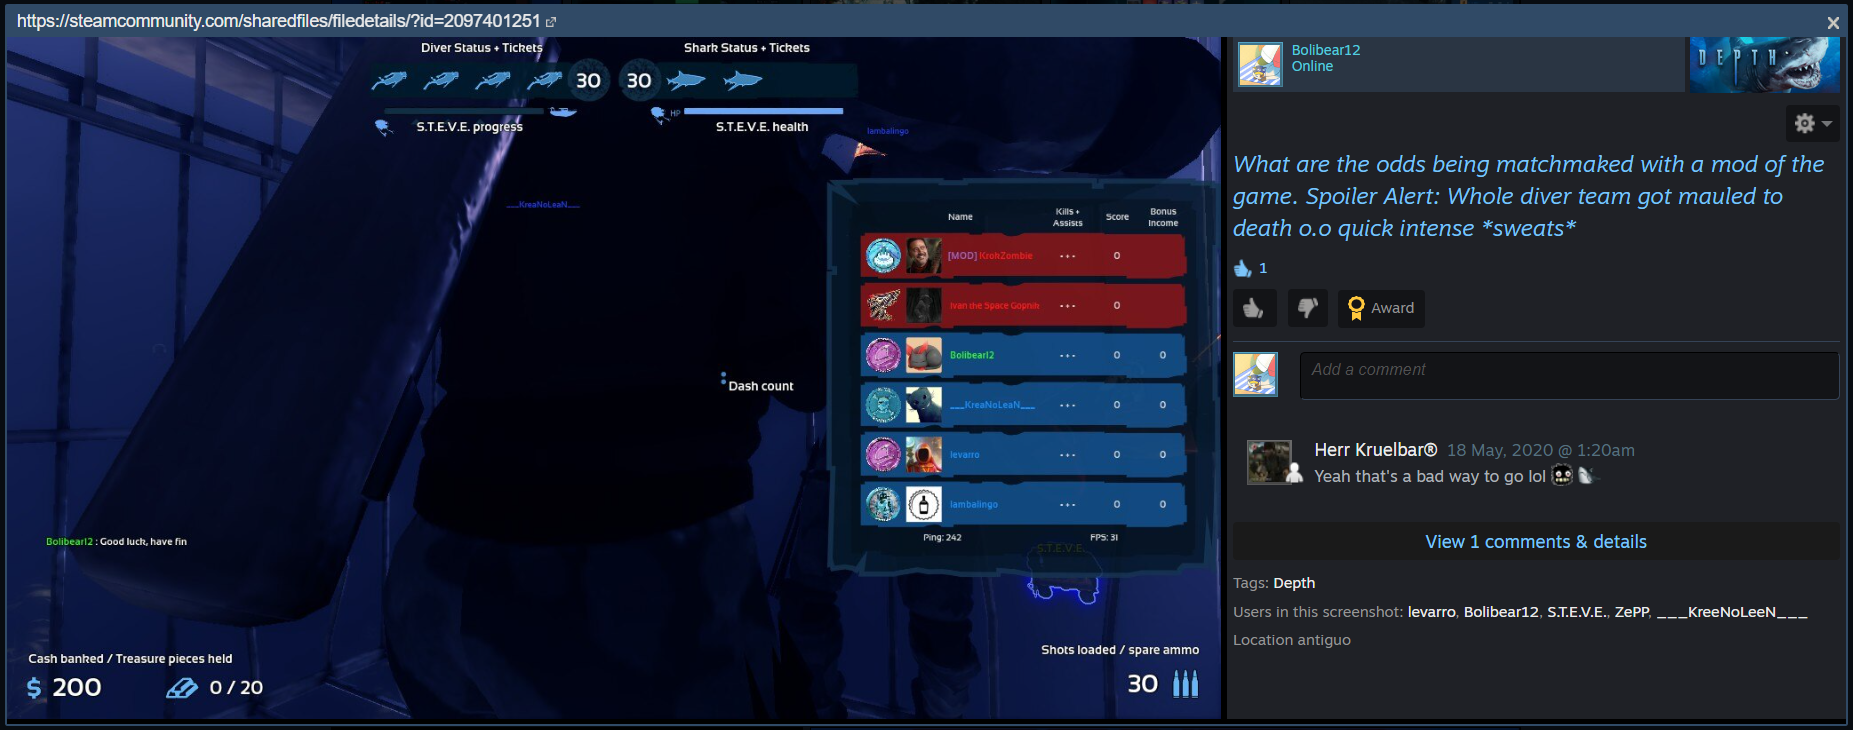 https://steamcommunity.com/sharedfiles/filedetails/?id=2097401251
Diver Status + Tickets
Shark Status + Tickets
30
30
HP
S.T.E.V.E. progress
S.T.E.V.E. health
lambalingo
___KreaNoLeaN___
Name
Kills +
Assists
Score
Bonus
Income
[MOD] KrohZombie
- + -
0
Ivan the Space Gopnik
- + -
0
Bolibear12
- + -
0
0
___KreaNoLeaN___
- + -
0
0
levarro
- + -
0
0
lambalingo
- + -
0
0
Ping: 242
FPS: 31
Dash count
S.T.E.V.E.
Bolibear12 : Good luck, have fin
Cash banked / Treasure pieces held
$ 200
0 / 20
Shots loaded / spare ammo
30
Bolibear12
Online
DEPTH
What are the odds being matchmaked with a mod of the
game. Spoiler Alert: Whole diver team got mauled to
death o.o quick intense *sweats*
1
Award
Add a comment
Herr Kruelbar® 18 May, 2020 @ 1:20am
Yeah that's a bad way to go lol
View 1 comments & details
Tags: Depth
Users in this screenshot: levarro, Bolibear12, S.T.E.V.E., ZePP, ___KreeNoLeeN___
Location antiguo